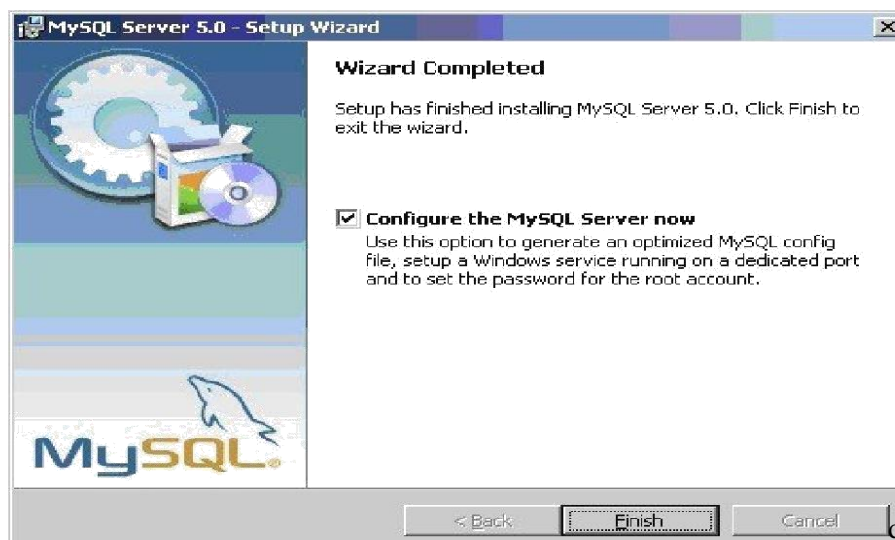 MySQL Server 5.0 - Setup Wizard
Wizard Completed
Setup has finished installing MySQL Server 5.0. Click Finish to
exit the wizard.
Configure the MySQL Server now
Use this option to generate an optimized MySQL config
file, setup a Windows service running on a dedicated port
and to set the password for the root account.
MySQL®
< Back
Finish
Cancel